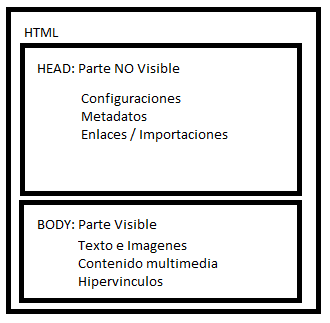 HTML
HEAD: Parte NO Visible
Configuraciones
Metadatos
Enlaces / Importaciones
BODY: Parte Visible
Texto e Imagenes
Contenido multimedia
Hipervinculos